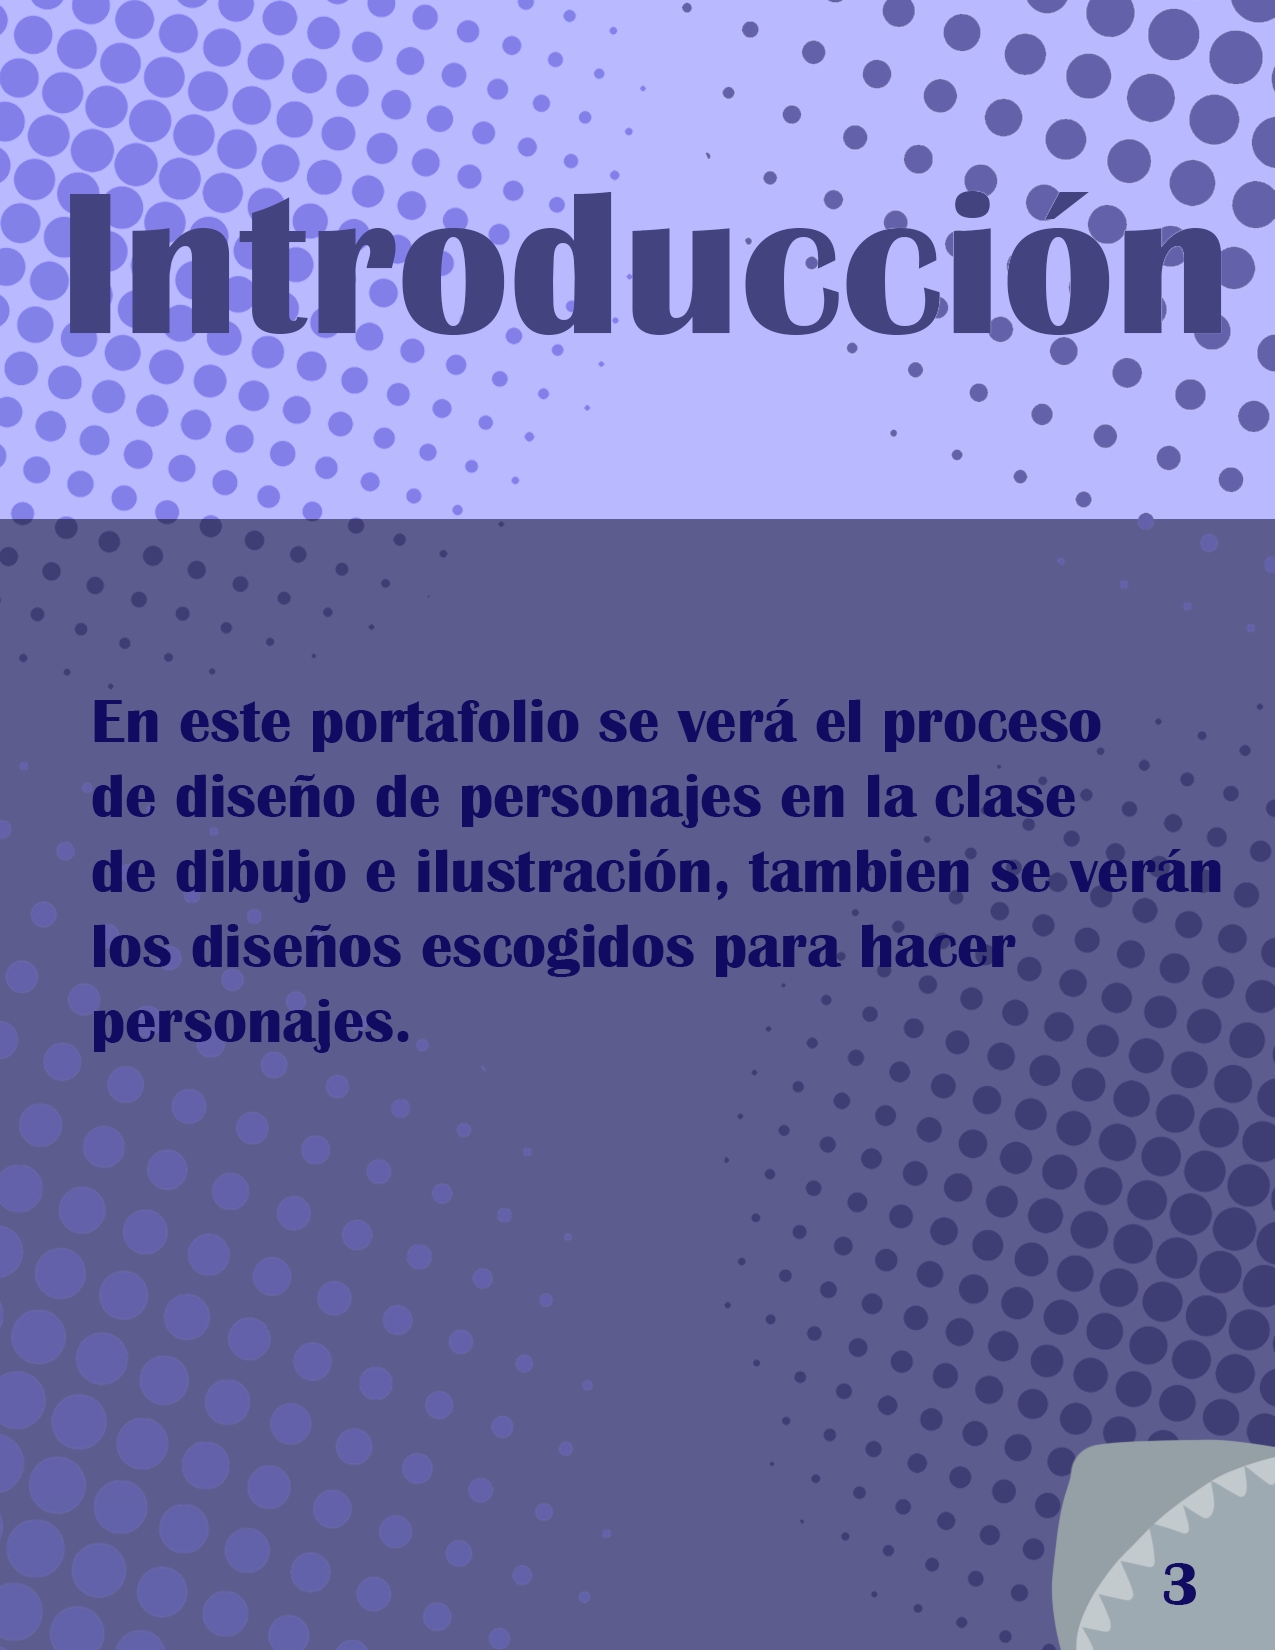 Introducción
En este portafolio se verá el proceso
de diseño de personajes en la clase
de dibujo e ilustración, tambien se verán
los diseños escogidos para hacer
personajes.
3